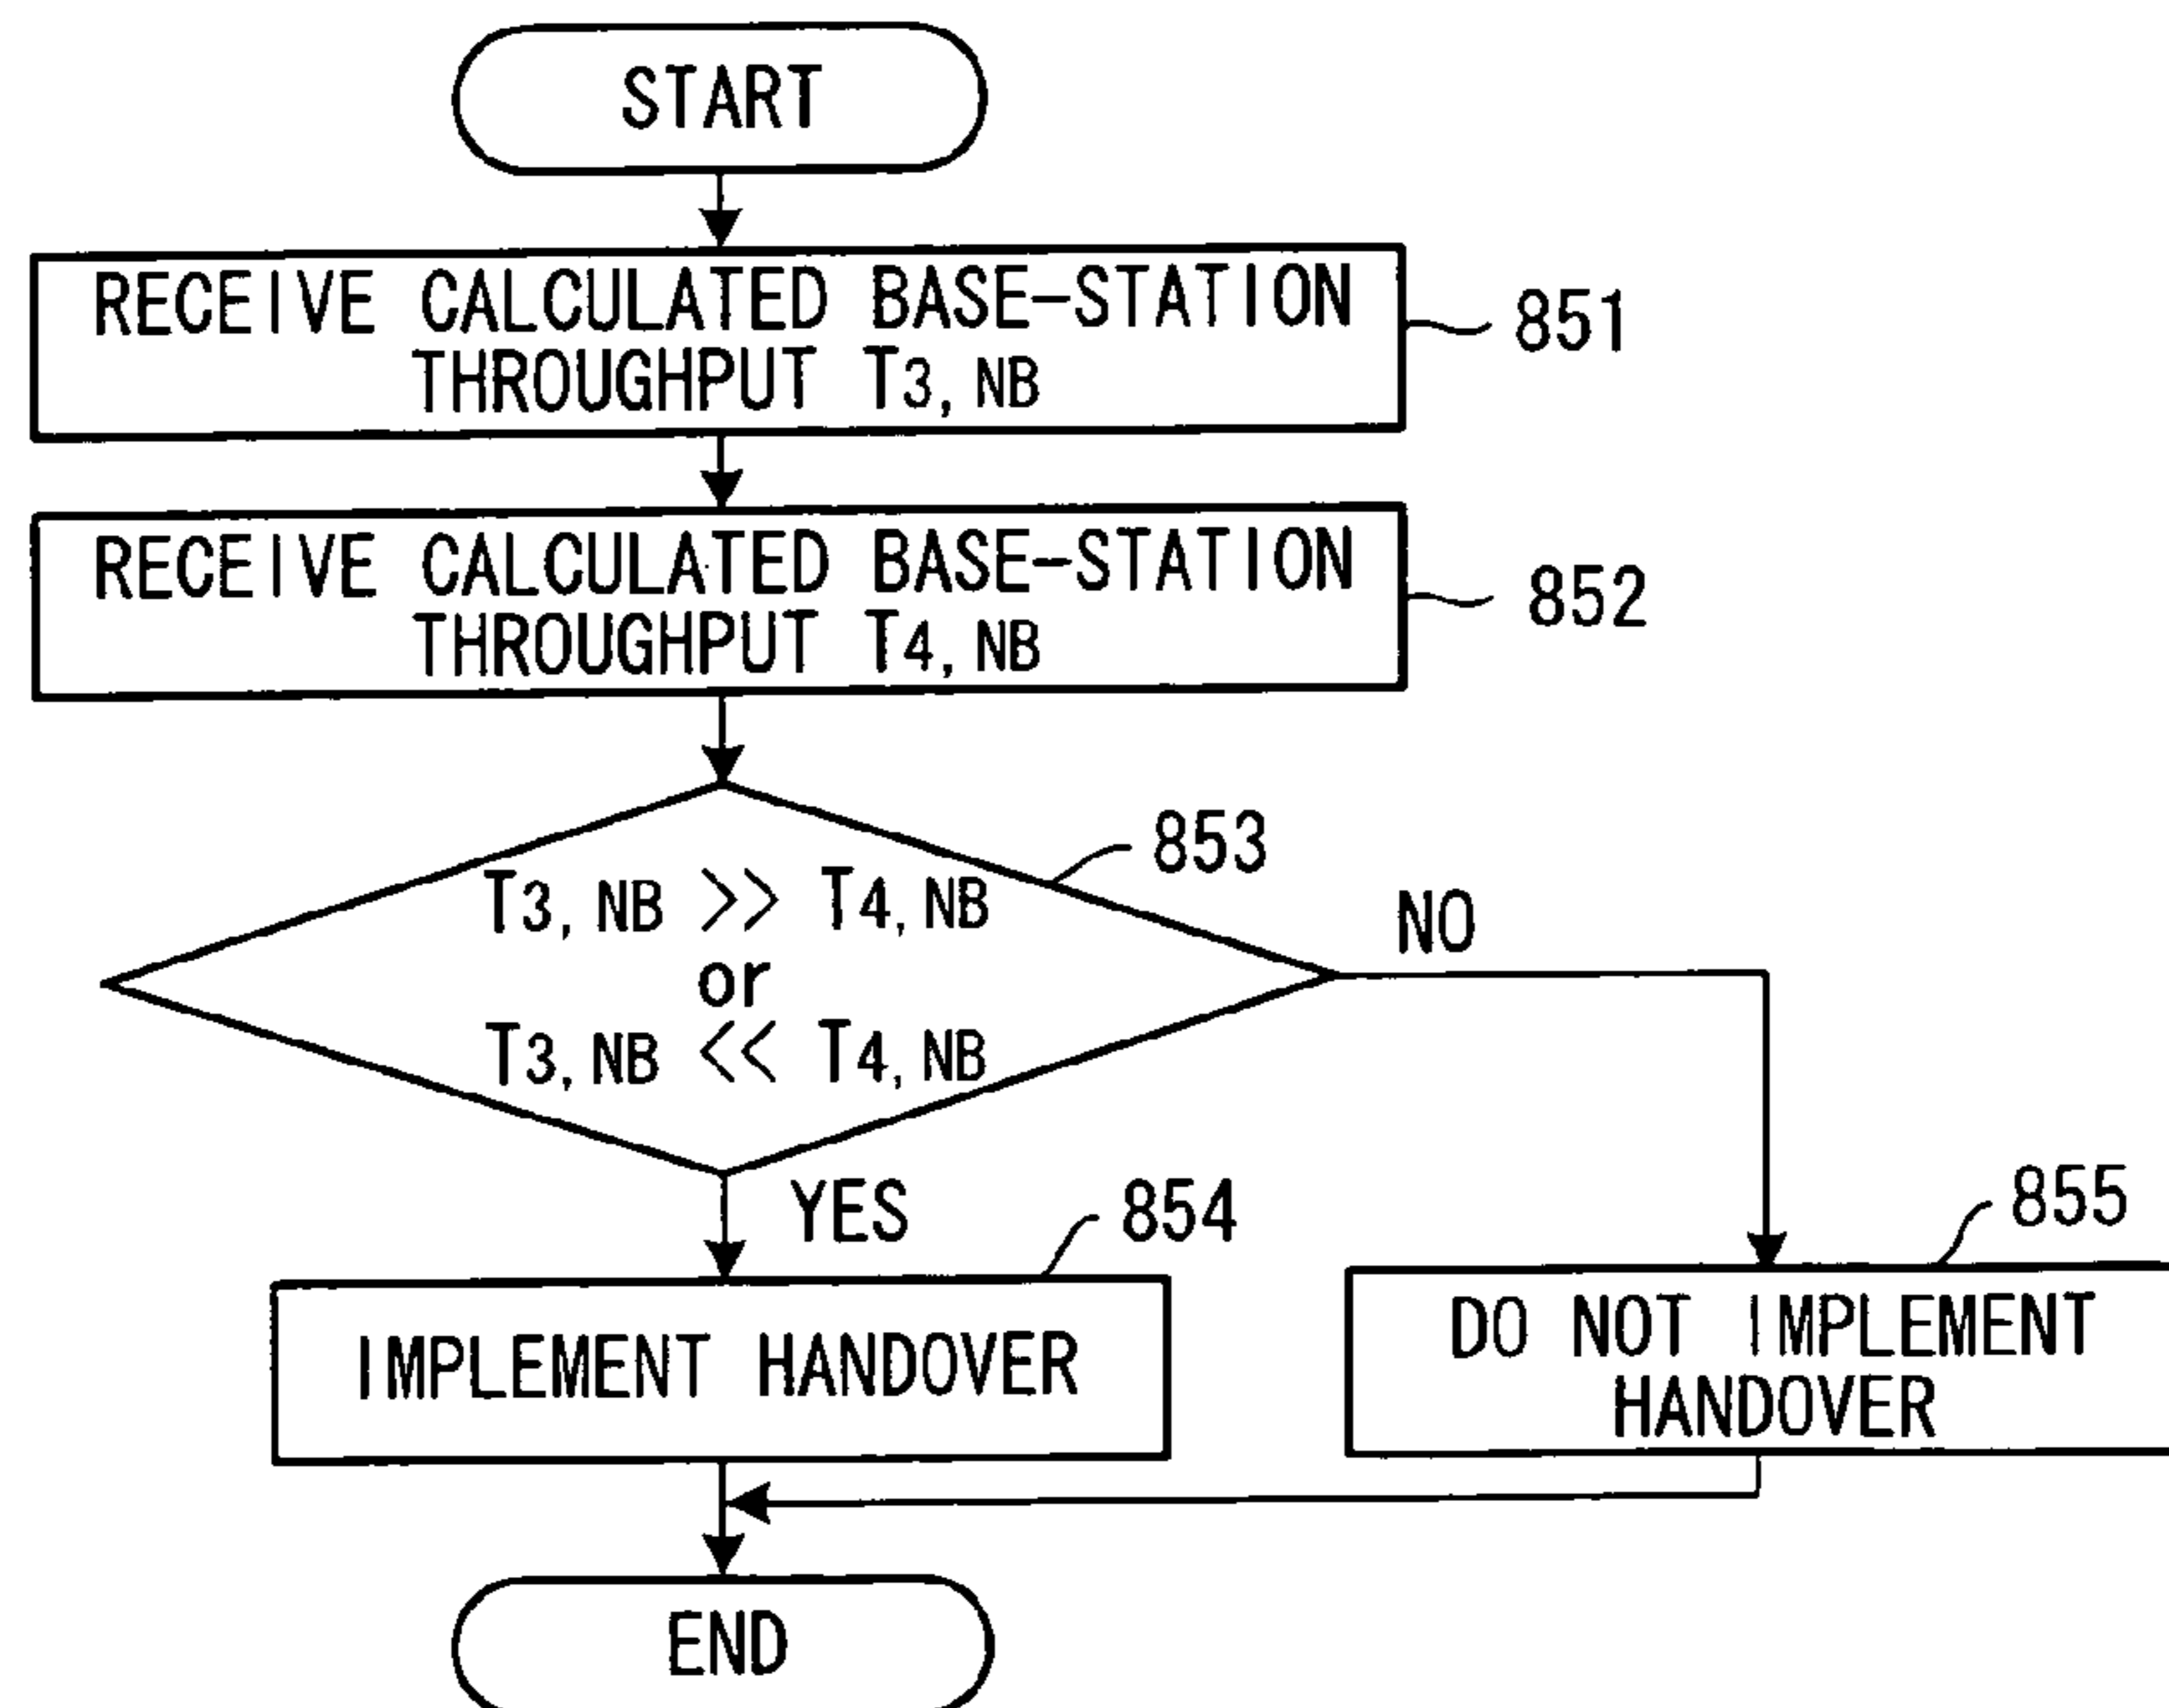 START
RECEIVE CALCULATED BASE-STATION
THROUGHPUT T3, NB
851
RECEIVE CALCULATED BASE-STATION
THROUGHPUT T4, NB
852
853
T3, NB >> T4, NB
or
T3, NB << T4, NB
NO
YES
854
855
IMPLEMENT HANDOVER
DO NOT IMPLEMENT
HANDOVER
END